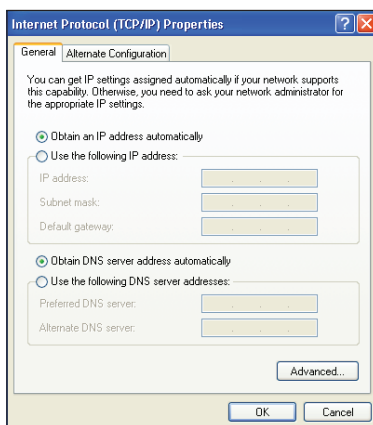 Internet Protocol (TCP/IP) Properties
General
Alternate Configuration
You can get IP settings assigned automatically if your network supports
this capability. Otherwise, you need to ask your network administrator for
the appropriate IP settings.
Obtain an IP address automatically
Use the following IP address:
IP address:
Subnet mask:
Default gateway:
Obtain DNS server address automatically
Use the following DNS server addresses:
Preferred DNS server:
Alternate DNS server:
Advanced...
OK
Cancel